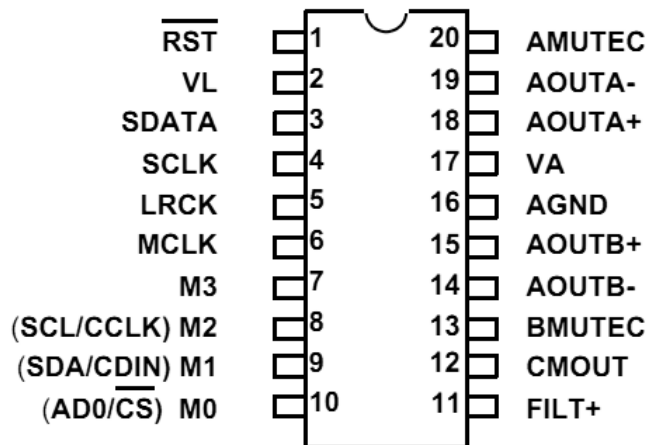 RST 1 20 AMUTEC
VL 2 19 AOUTA-
SDATA 3 18 AOUTA+
SCLK 4 17 VA
LRCK 5 16 AGND
MCLK 6 15 AOUTB+
M3 7 14 AOUTB-
(SCL/CCLK) M2 8 13 BMUTEC
(SDA/CDIN) M1 9 12 CMOUT
(AD0/CS) M0 10 11 FILT+